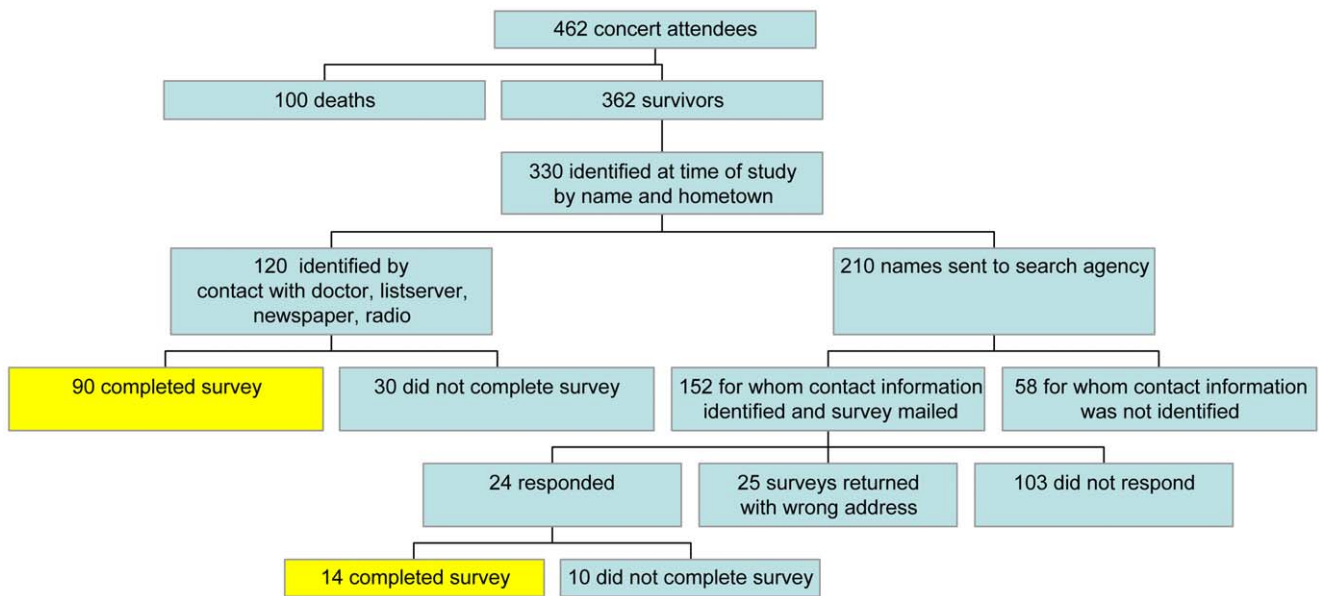 462 concert attendees
100 deaths
362 survivors
330 identified at time of study
by name and hometown
120 identified by
contact with doctor, listserver,
newspaper, radio
210 names sent to search agency
90 completed survey
30 did not complete survey
152 for whom contact information
identified and survey mailed
58 for whom contact information
was not identified
24 responded
25 surveys returned
with wrong address
103 did not respond
14 completed survey
10 did not complete survey